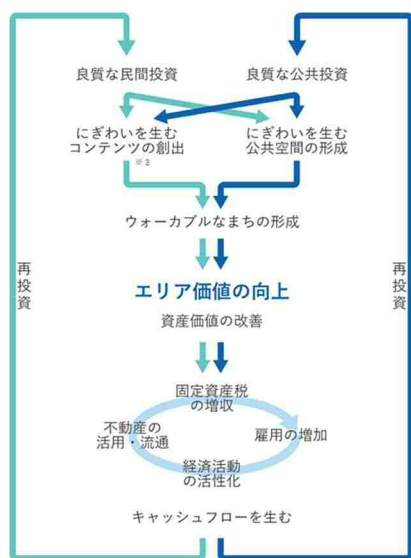 良質な民間投資
良質な公共投資
にぎわいを生む
コンテンツの創出
※3
にぎわいを生む
公共空間の形成
ウォーカブルなまちの形成
エリア価値の向上
資産価値の改善
固定資産税
の増収
不動産の
活用・流通
雇用の増加
経済活動
の活性化
キャッシュフローを生む
再投資
再投資